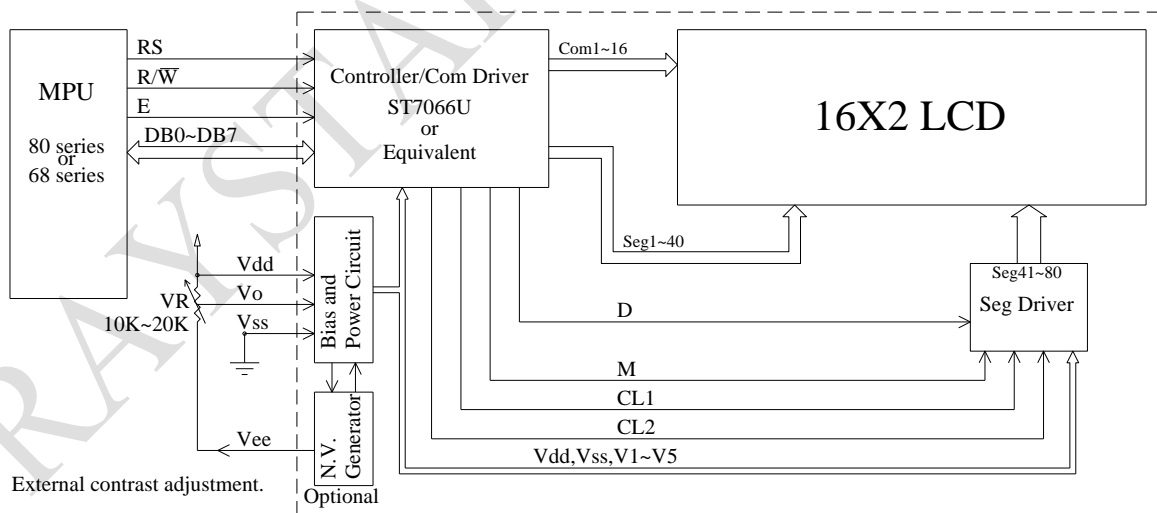 RS
R/W̅
E
DB0~DB7
MPU
80 series
or
68 series
Controller/Com Driver
ST7066U
or
Equivalent
Com1~16
16X2 LCD
Seg1~40
Seg41~80
Seg Driver
Vdd
Vo
Vss
VR
10K~20K
Bias and
Power Circuit
D
M
CL1
CL2
Vdd,Vss,V1~V5
Vee
N.V.
Generator
Optional
External contrast adjustment.
RAYSTAR